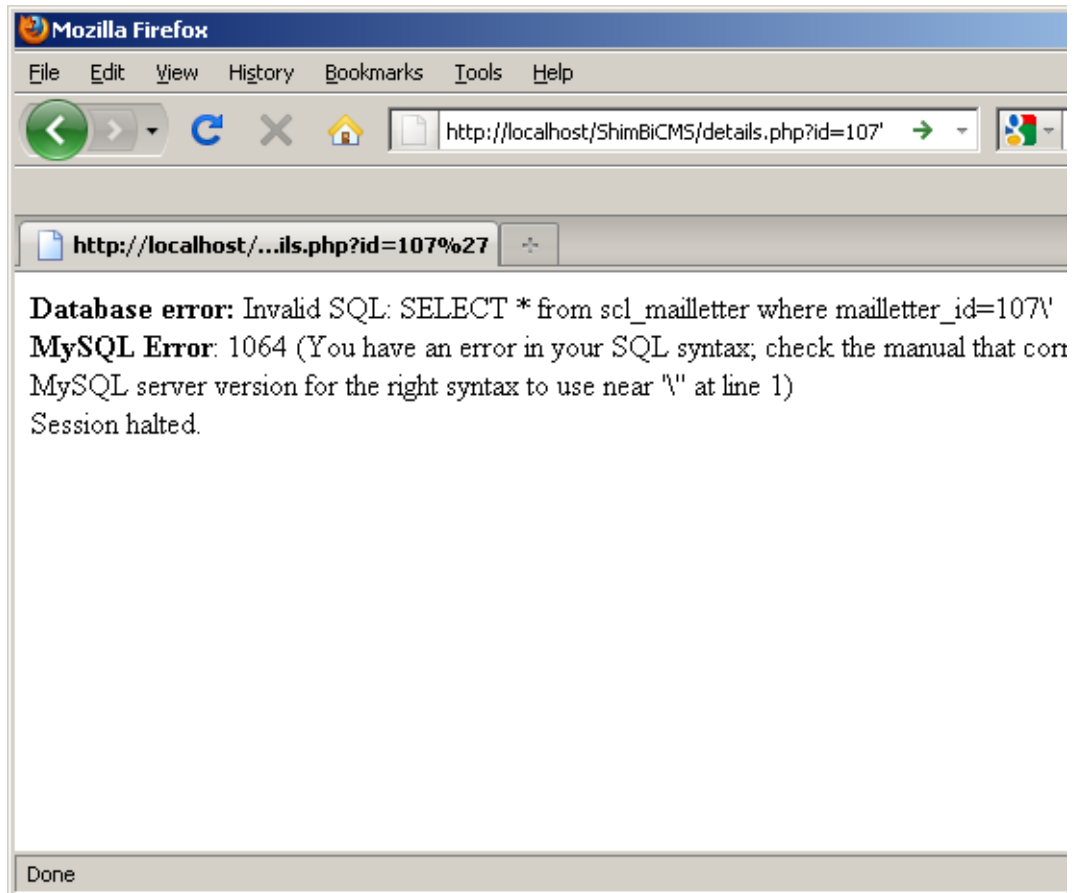 Mozilla Firefox
File Edit View History Bookmarks Tools Help
http://localhost/ShimBiCMS/details.php?id=107'
http://localhost/...ils.php?id=107%27
Database error: Invalid SQL: SELECT * from scl_mailletter where mailletter_id=107\'
MySQL Error: 1064 (You have an error in your SQL syntax; check the manual that corr
MySQL server version for the right syntax to use near '\'' at line 1)
Session halted.
Done